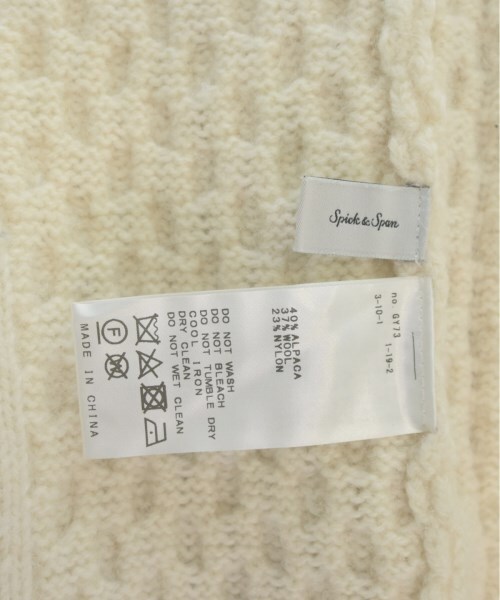 Spick & Span
no. GY73
3-10-1 1-19-2
40% ALPACA
37% WOOL
23% NYLON
DO NOT WASH
DO NOT BLEACH
DO NOT TUMBLE DRY
COOL IRON
DRY CLEAN
DO NOT WET CLEAN
F
W
MADE IN CHINA